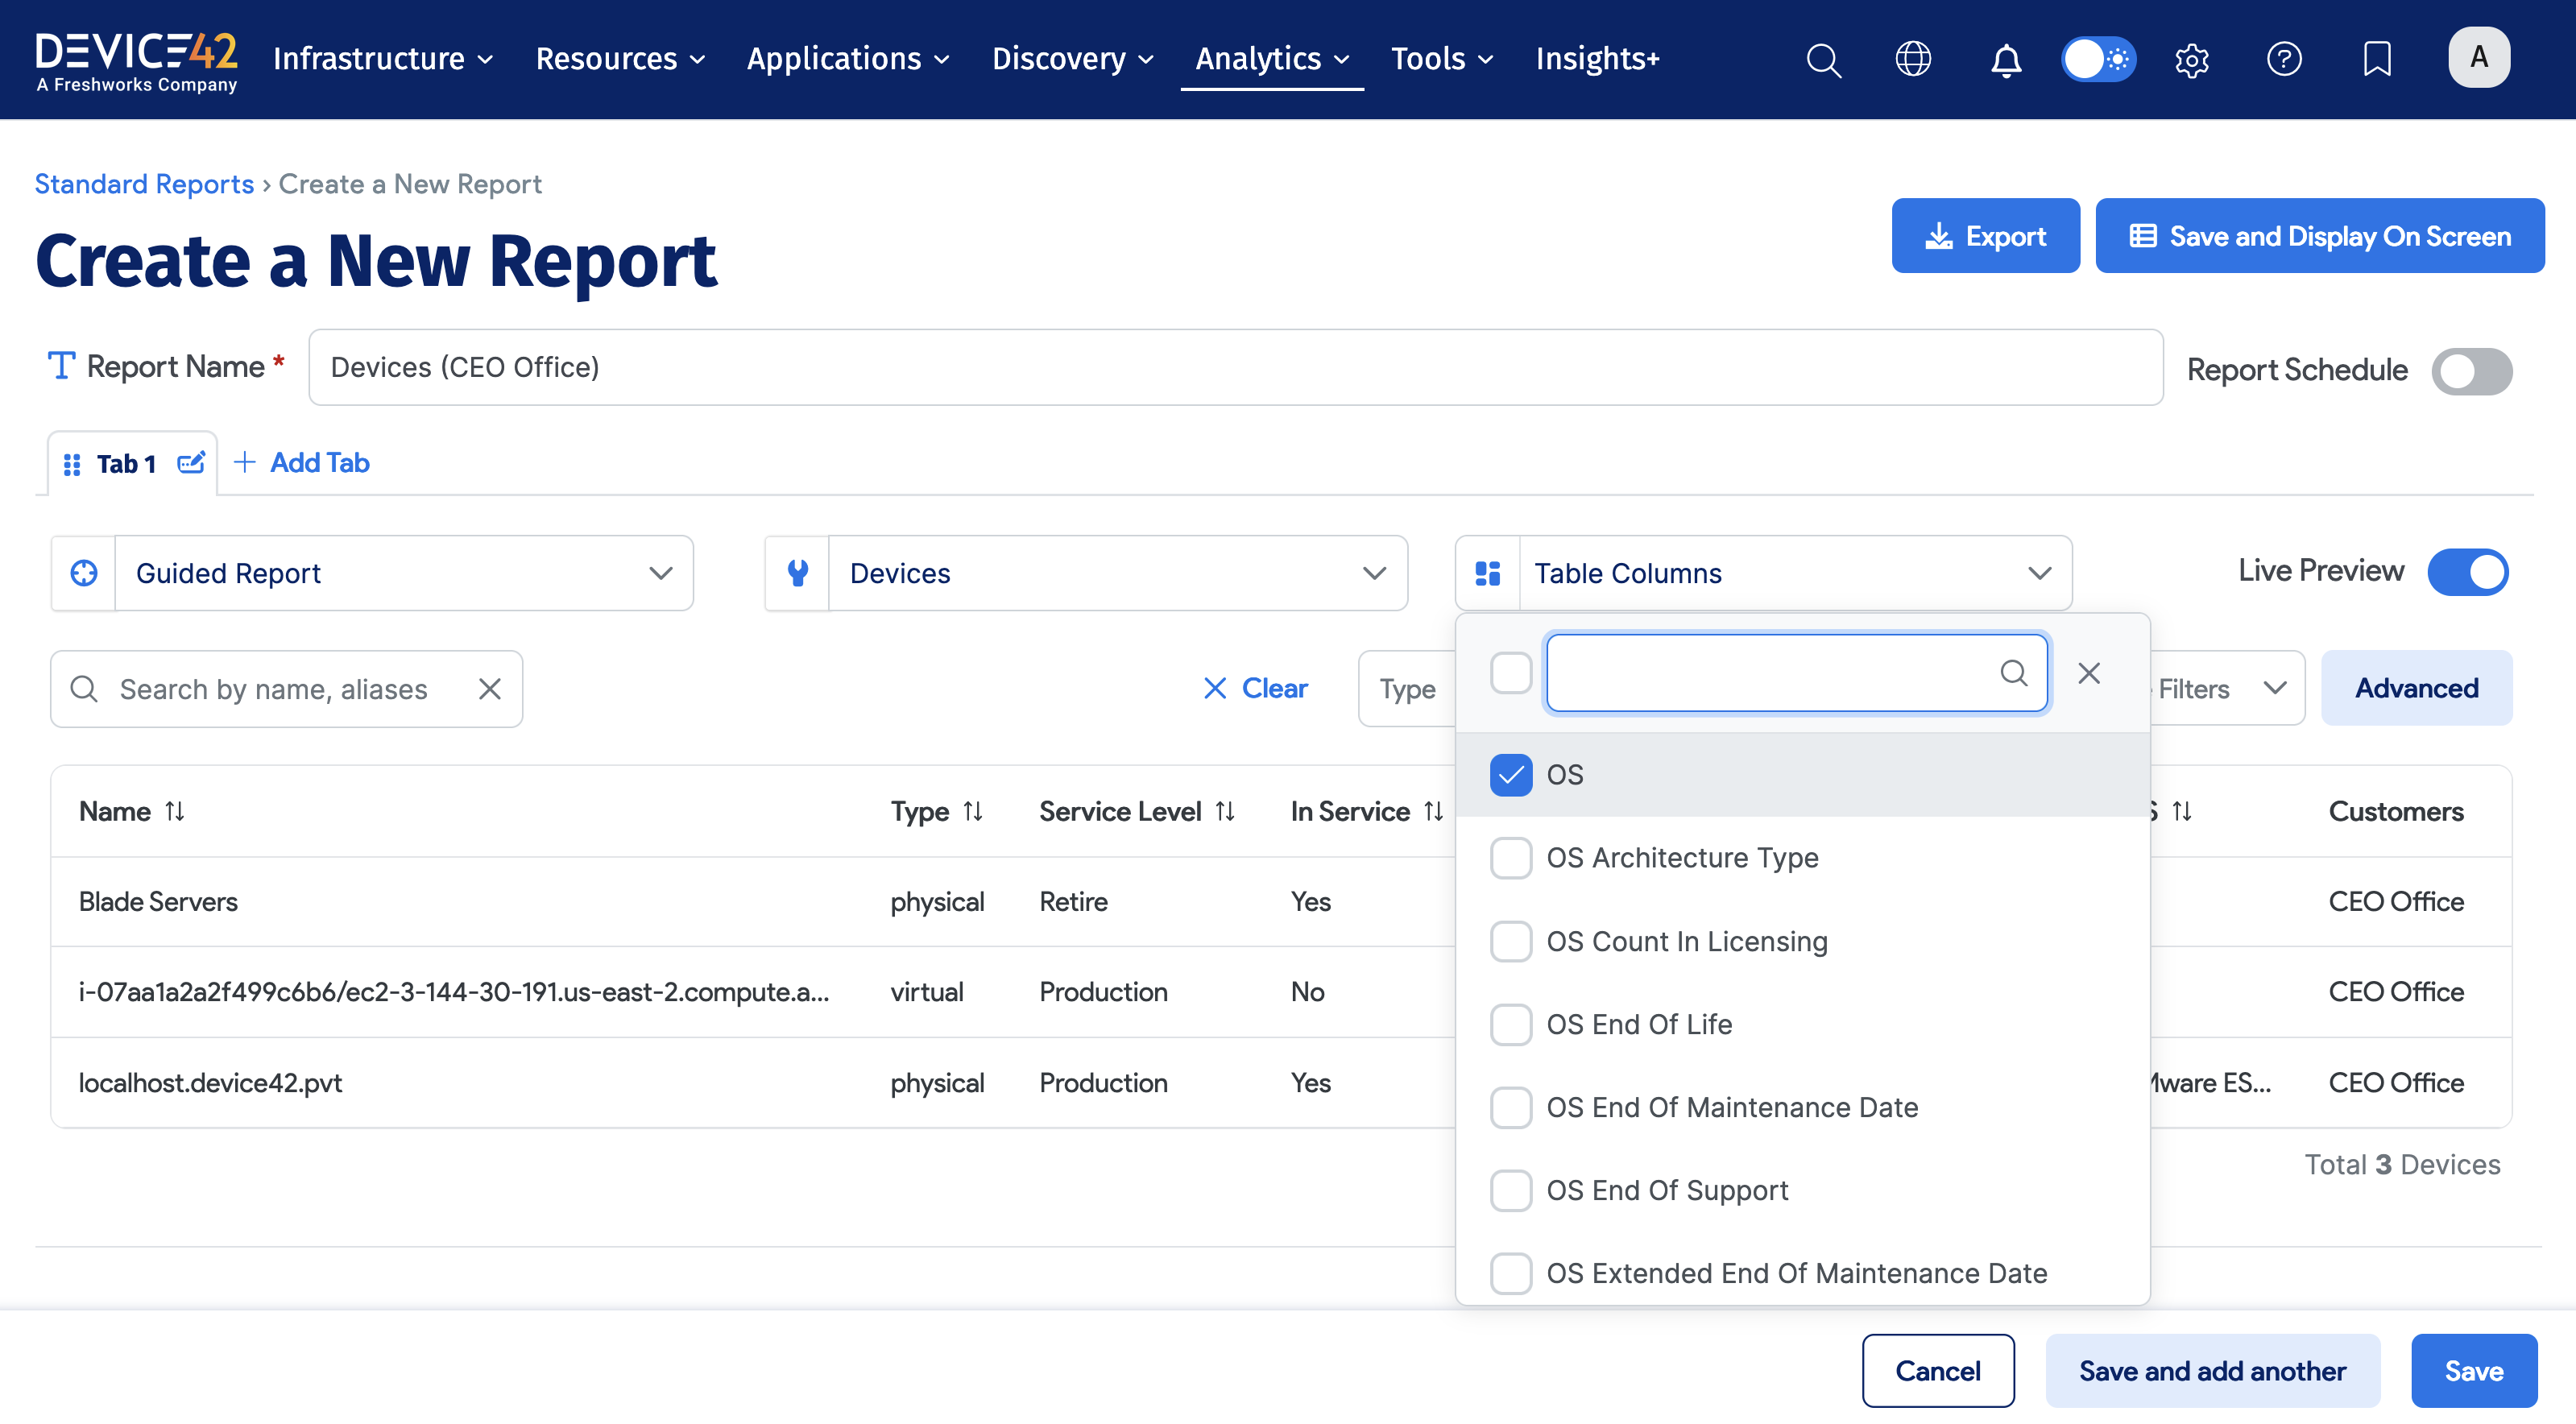 DEVICE42
A Freshworks Company
Infrastructure
Resources
Applications
Discovery
Analytics
Tools
Insights+
A
Standard Reports › Create a New Report
Create a New Report
Export
Save and Display On Screen
Report Name *
Devices (CEO Office)
Report Schedule
Tab 1
Add Tab
Guided Report
Devices
Table Columns
Live Preview
Search by name, aliases
Clear
Type
Filters
Advanced
Name
Type
Service Level
In Service
Customers
Blade Servers
physical
Retire
Yes
CEO Office
i-07aa1a2a2f499c6b6/ec2-3-144-30-191.us-east-2.compute.a...
virtual
Production
No
CEO Office
localhost.device42.pvt
physical
Production
Yes
Mware ES...
CEO Office
OS
OS Architecture Type
OS Count In Licensing
OS End Of Life
OS End Of Maintenance Date
OS End Of Support
OS Extended End Of Maintenance Date
Total 3 Devices
Cancel
Save and add another
Save